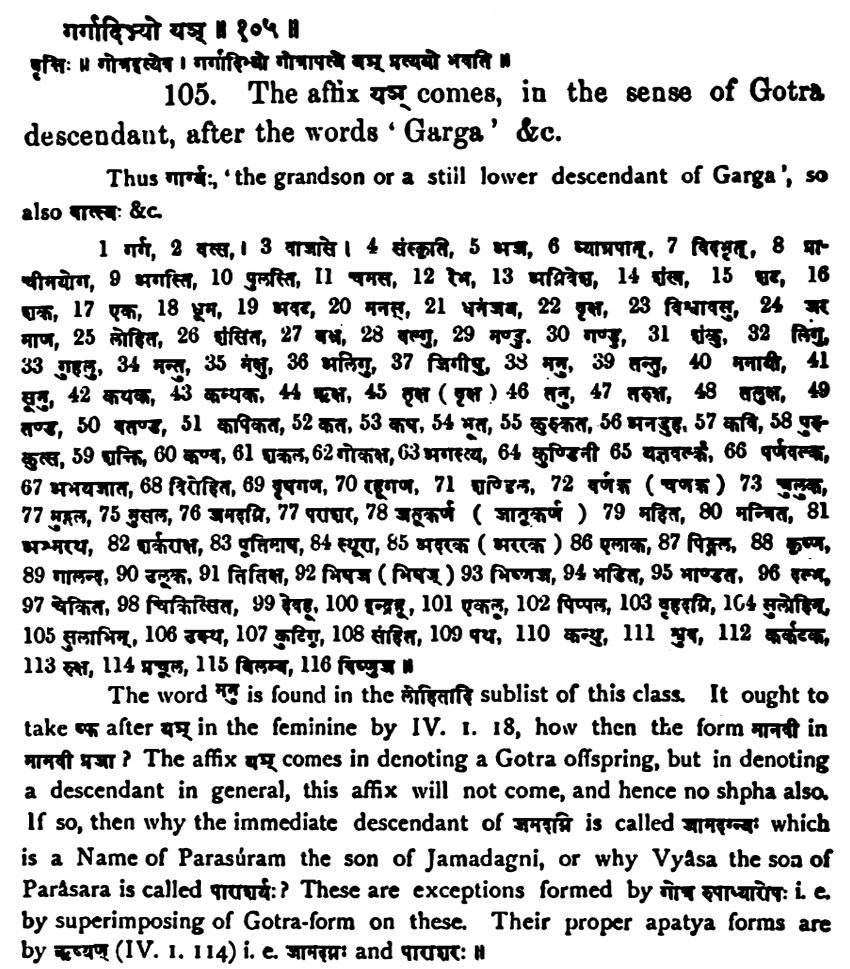 गर्गादिभ्यो यञ् ॥ १०५ ॥
वृत्तिः ॥ गोत्रइत्येव । गर्गादिभ्यो गोत्रापत्ये यञ् प्रत्ययो भवति ॥
105. The affix यञ् comes, in the sense of Gotra
descendant, after the words ‘ Garga ’ &c.
Thus गार्ग्यः, ‘the grandson or a still lower descendant of Garga’, so
also वात्स्यः &c.
1 गर्ग, 2 वत्स, । 3 वाजासे । 4 संस्कृति, 5 अज, 6 व्याघ्रपात्, 7 विदभृत्, 8 प्रा-
चीनयोग, 9 अगस्ति, 10 पुलस्ति, 11 चमस, 12 रेभ, 13 अग्निवेश, 14 शंख, 15 शट, 16
शक, 17 एक, 18 धूम, 19 अवट, 20 मनस्, 21 धनंजय, 22 वृक्ष, 23 विश्वावसु, 24 जर
माण, 25 लोहित, 26 शंसित, 27 बभ्रु, 28 वल्गु, 29 मण्डु. 30 गण्डु, 31 शंकु, 32 लिगु,
33 गुहलु, 34 मन्तु, 35 मंक्षु, 36 अलिगु, 37 जिगीषु, 38 मनु, 39 तन्तु, 40 मनायी, 41
सूनु, 42 कथक, 43 कन्थक, 44 ऋक्ष, 45 तृक्ष ( वृक्ष ) 46 तनु, 47 तरुक्ष, 48 तलुक्ष, 49
तण्ड, 50 वतण्ड, 51 कपिकत, 52 कत, 53 कप, 54 भूत, 55 कुरुकत, 56 अनडुह, 57 कवि, 58 पुरु-
कुत्स, 59 शक्ति, 60 कण्व, 61 शकल, 62 गोकक्ष, 63 अगस्त्य, 64 कुण्डिनी 65 यज्ञवल्क, 66 पर्णवल्क,
67 अभयजात, 68 विरोहित, 69 वृषगण, 70 रहूगण, 71 शण्डिल, 72 वर्णक ( चणक ) 73 चुलुक,
77 मुद्गल, 75 मुसल, 76 जमदग्नि, 77 पराशर, 78 जतूकर्ण ( जातूकर्ण ) 79 महित, 80 मन्त्रित, 81
अश्मरथ, 82 शर्कराक्ष, 83 पूतिमाष, 84 स्थूरा, 85 अदरक ( अररक ) 86 एलाक, 87 पिङ्गल, 88 कृष्ण,
89 गोलन्द, 90 उलूक, 91 तितिक्ष, 92 भिषज ( भिषज् ) 93 भिष्णज, 94 भडित, 95 भाण्डत, 96 दल्भ,
97 चेकित, 98 चिकित्सित, 99 देवहू, 100 इन्द्रहू, 101 एकलू, 102 पिप्पल, 103 वृहदग्नि, 104 सुलोहिन्,
105 सुलाभिन्, 106 उक्थ, 107 कुटिगु, 108 संहित, 109 पथ, 110 कन्थु, 111 श्रुव, 112 कर्कटक,
113 रुक्ष, 114 प्रचूल, 115 विलम्ब, 116 विष्णुज ॥
The word मनु is found in the लोहितादि sublist of this class. It ought to
take ष्फ after यञ् in the feminine by IV. 1. 18, how then the form मानवी in
मानवी प्रजा ? The affix यञ् comes in denoting a Gotra offspring, but in denoting
a descendant in general, this affix will not come, and hence no shpha also.
If so, then why the immediate descendant of जमदग्नि is called जामदग्न्यः which
is a Name of Parasúram the son of Jamadagni, or why Vyâsa the son of
Parâsara is called पाराशर्यः? These are exceptions formed by गोत्र रूपाध्यारोपः i. e.
by superimposing of Gotra-form on these. Their proper apatya forms are
by ऋष्यण् (IV. 1. 114) i. e. जामदग्नः and पाराशरः ॥